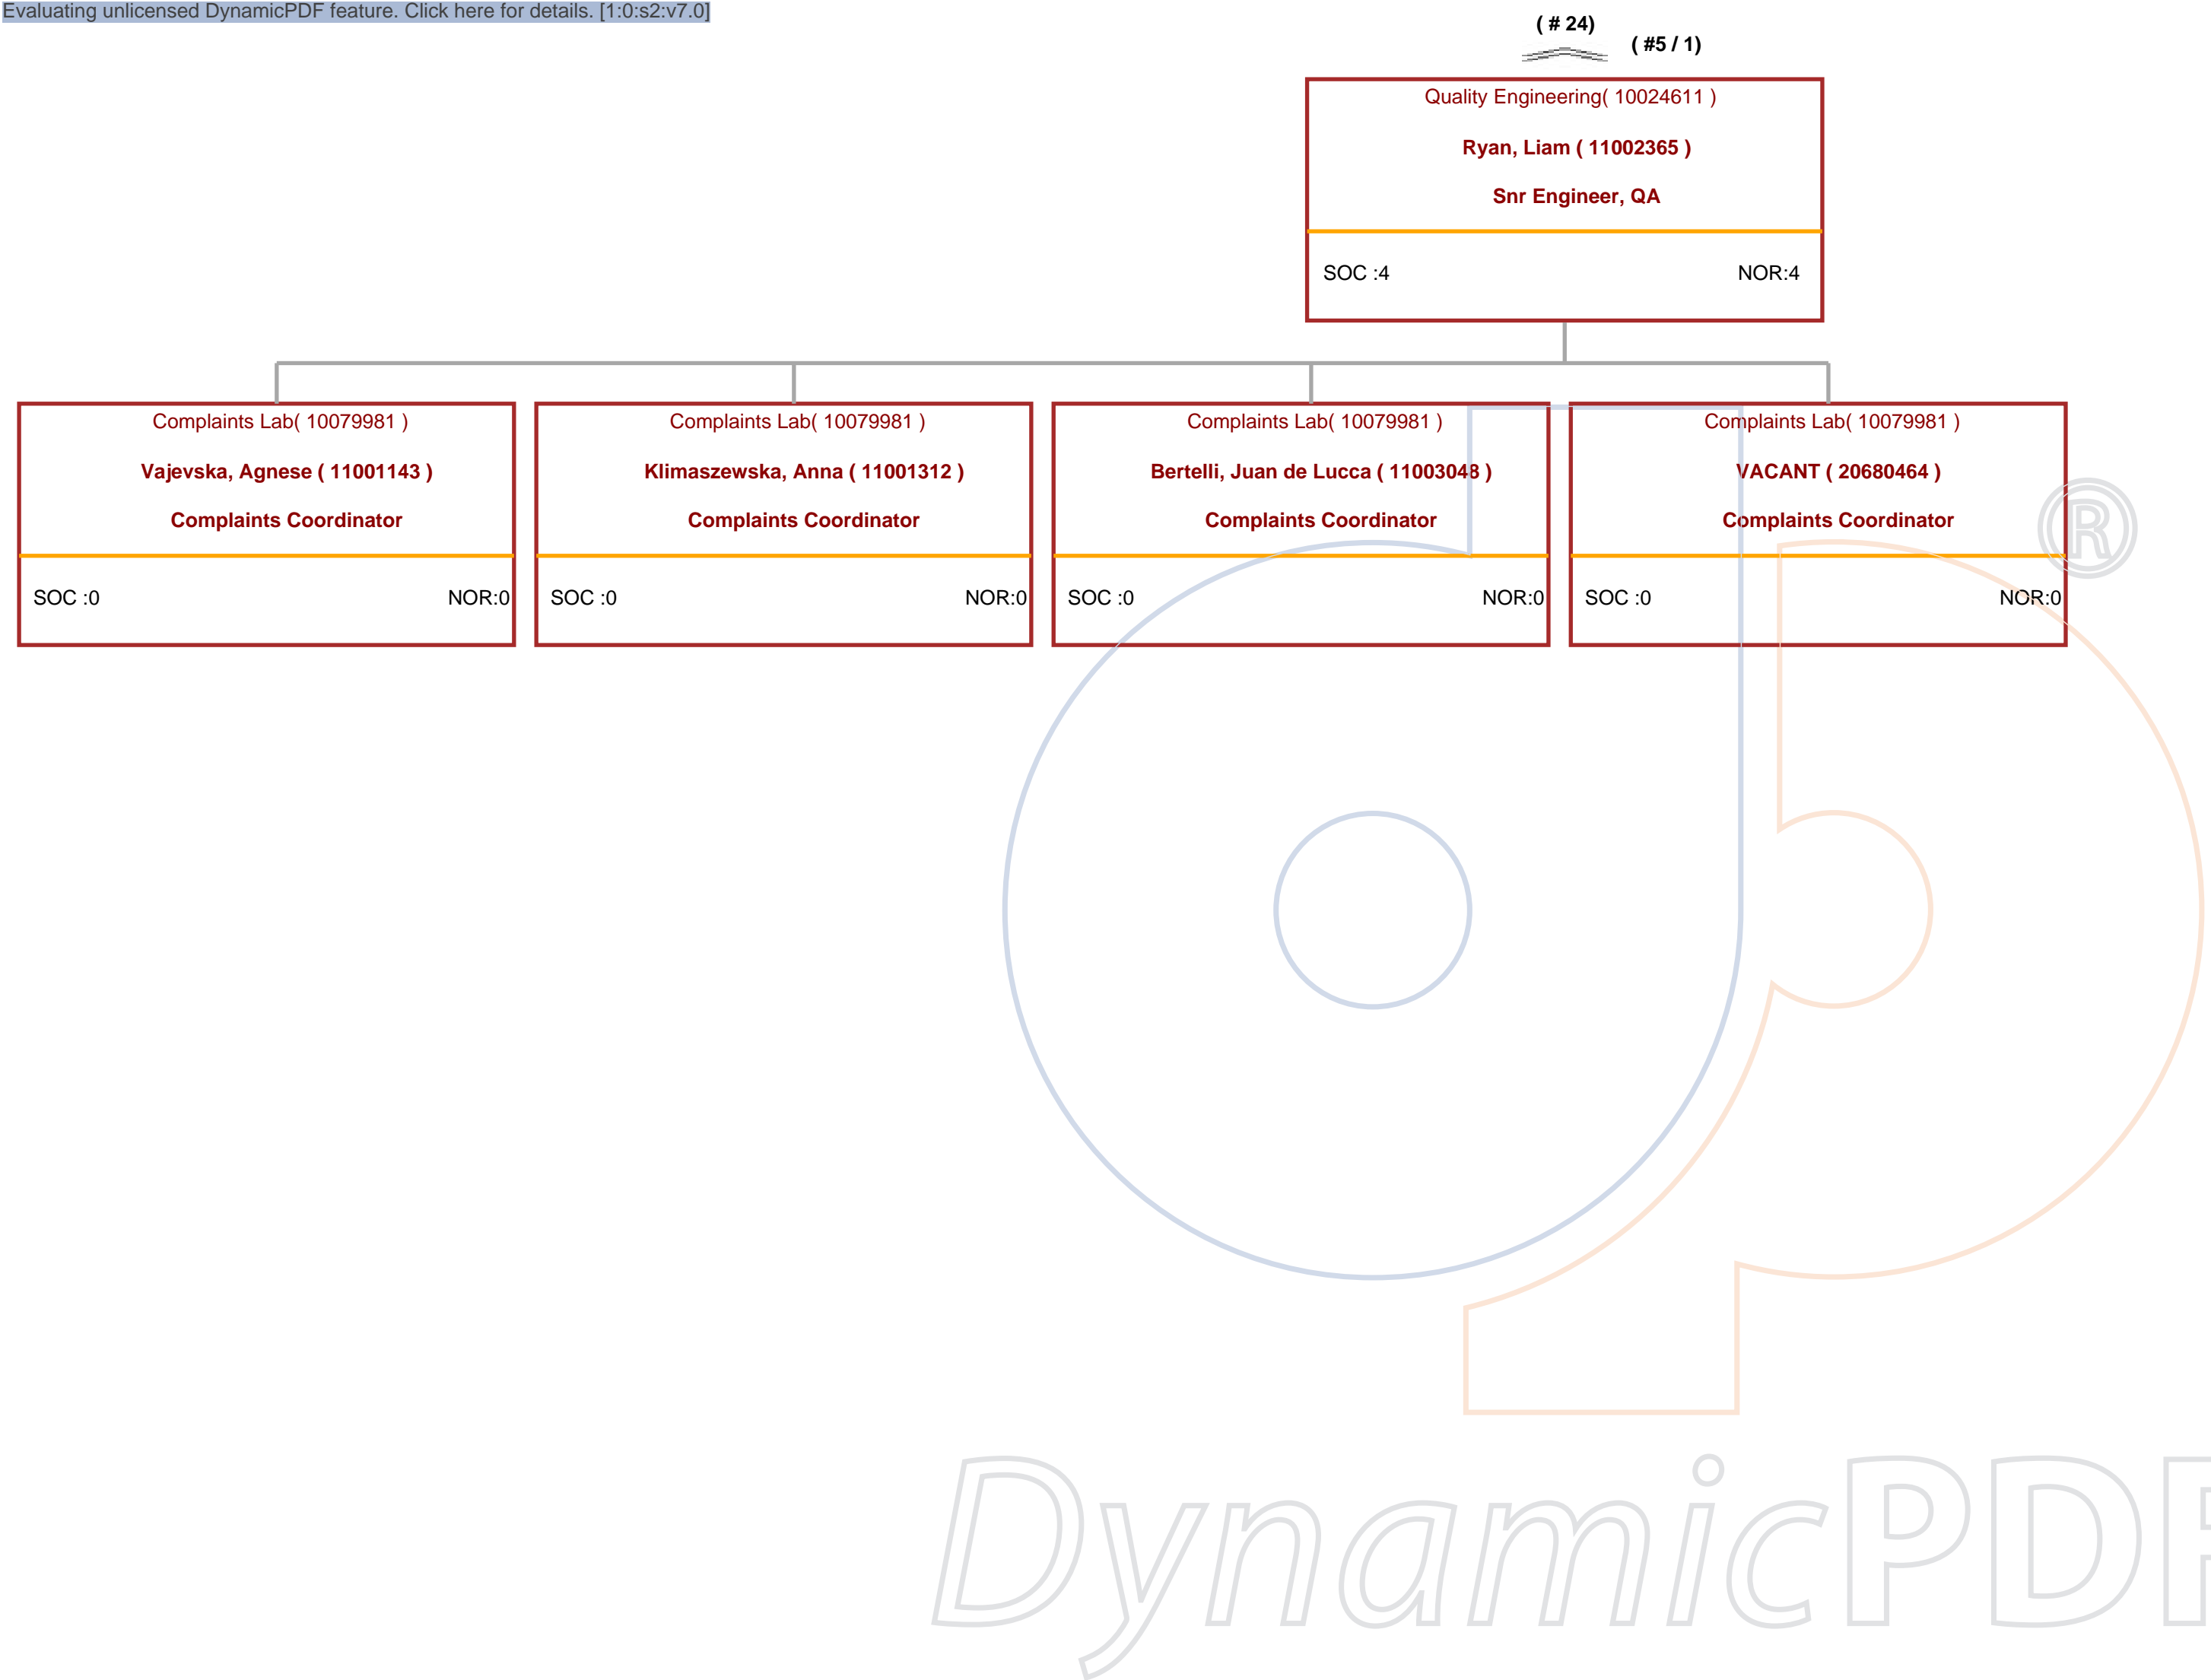 Evaluating unlicensed DynamicPDF feature. Click here for details. [1:0:s2:v7.0]
( # 24)
( #5 / 1)
Quality Engineering( 10024611 )
Ryan, Liam ( 11002365 )
Snr Engineer, QA
SOC :4 NOR:4
Complaints Lab( 10079981 )
Vajevska, Agnese ( 11001143 )
Complaints Coordinator
SOC :0 NOR:0
Complaints Lab( 10079981 )
Klimaszewska, Anna ( 11001312 )
Complaints Coordinator
SOC :0 NOR:0
Complaints Lab( 10079981 )
Bertelli, Juan de Lucca ( 11003048 )
Complaints Coordinator
SOC :0 NOR:0
Complaints Lab( 10079981 )
VACANT ( 20680464 )
Complaints Coordinator
SOC :0 NOR:0
®
DynamicPDF